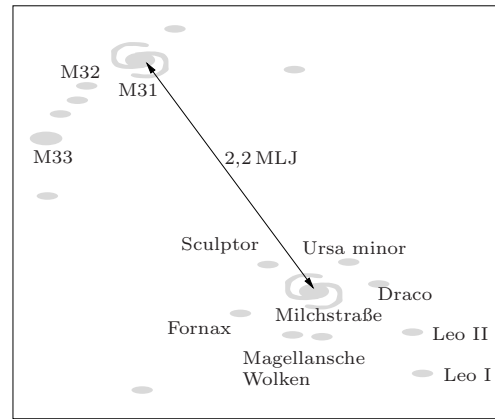 M32
M31
M33
2,2 MLJ
Sculptor
Ursa minor
Draco
Milchstraße
Fornax
Leo II
Magellansche
Wolken
Leo I